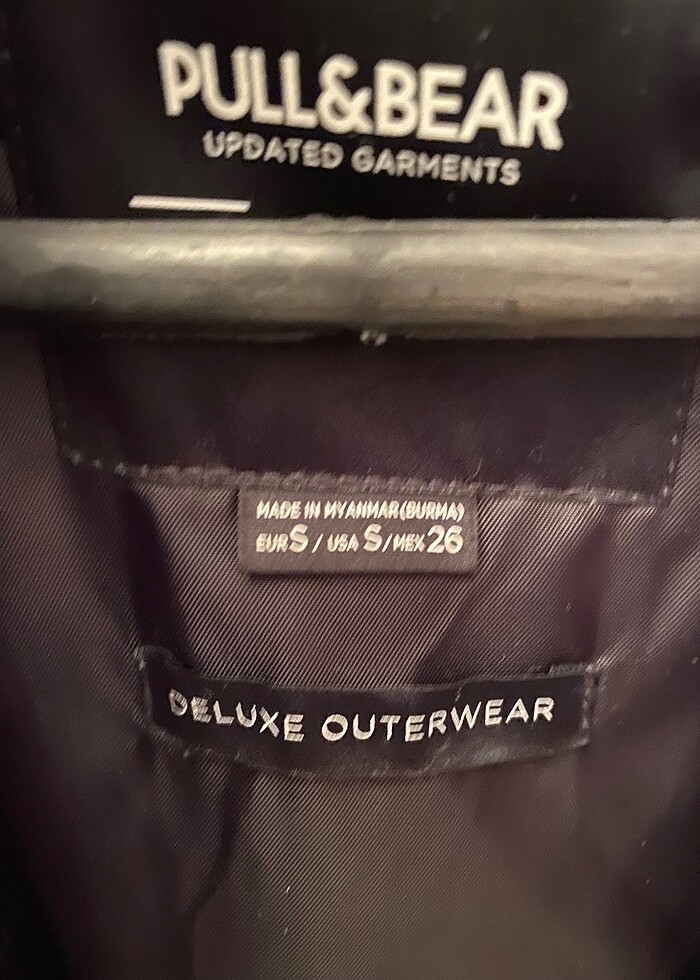 PULL&BEAR
UPDATED GARMENTS
MADE IN MYANMAR(BURMA)
EUR S / USA S / MEX 26
DELUXE OUTERWEAR